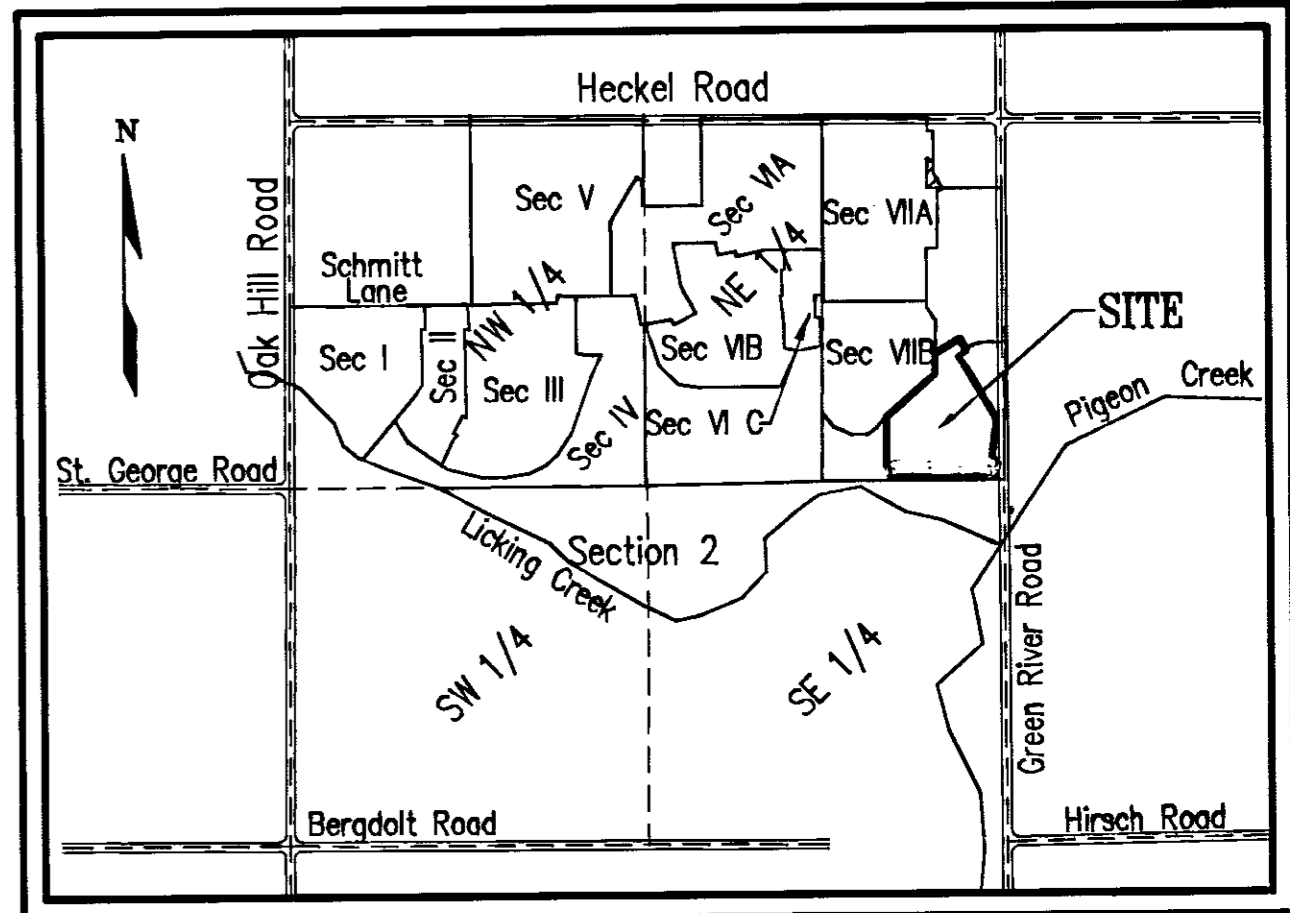 Heckel Road
N
Oak Hill Road
Sec V
Sec VIA
Sec VIIA
NE 1/4
Schmitt
Lane
NW 1/4
SITE
Sec I
Sec II
Sec III
Sec VIB
Sec VIIB
Sec IV
Sec VI C
Pigeon Creek
St. George Road
Licking Creek
Section 2
SW 1/4
SE 1/4
Green River Road
Bergdolt Road
Hirsch Road